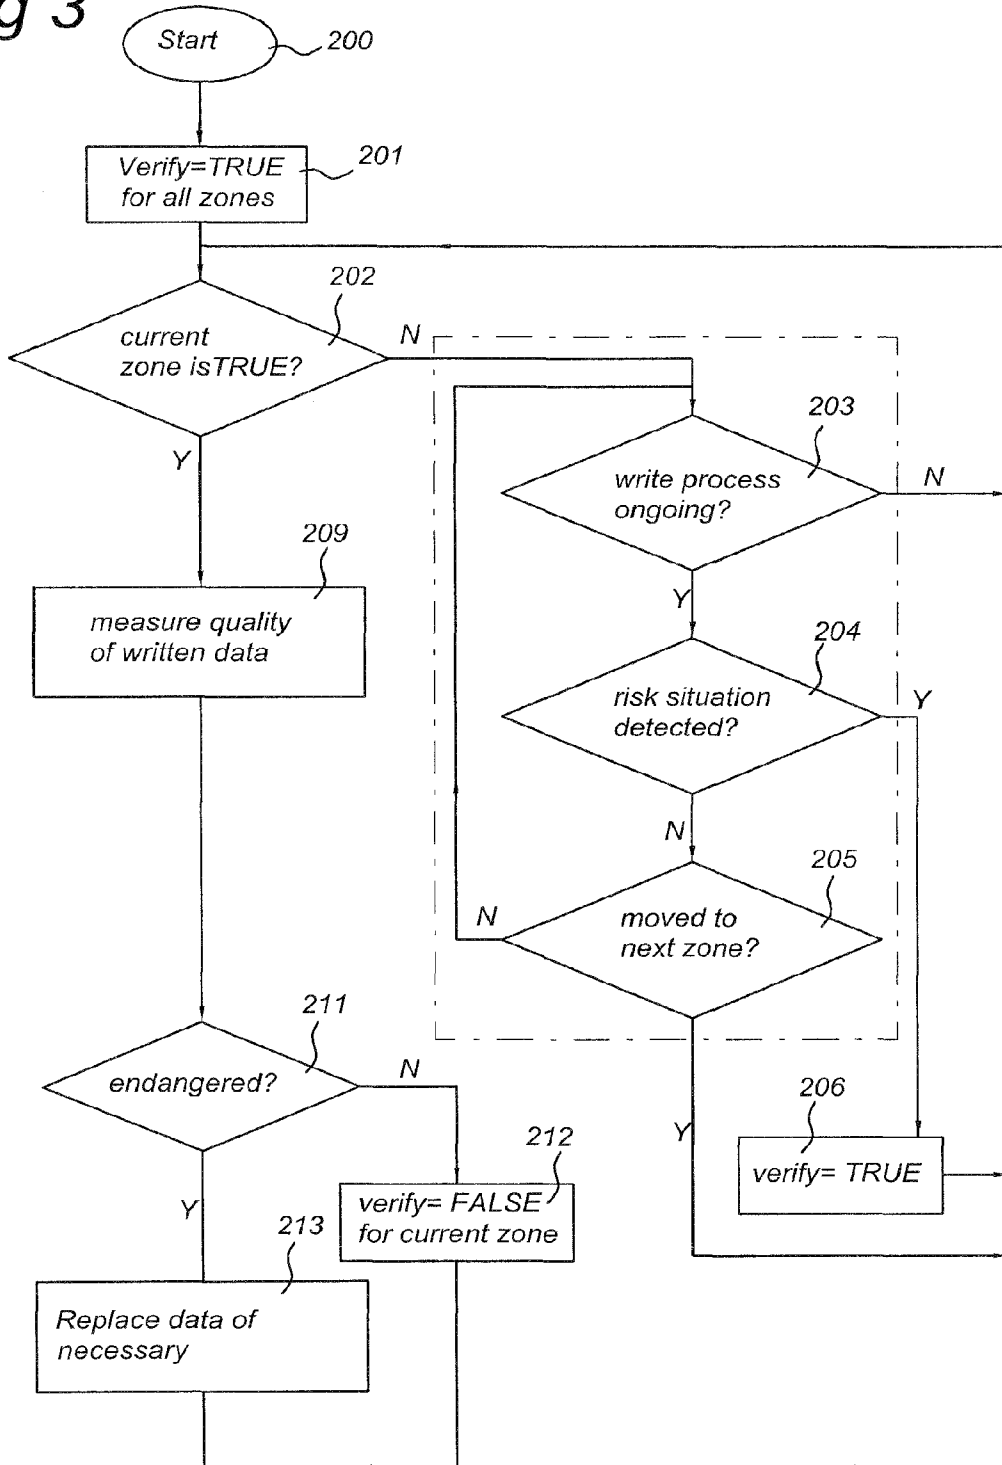 g 3
Start
200
Verify=TRUE
for all zones
201
202
current
zone isTRUE?
N
Y
203
write process
ongoing?
N
Y
209
measure quality
of written data
204
risk situation
detected?
Y
N
205
moved to
next zone?
N
Y
211
endangered?
N
Y
206
verify= TRUE
212
verify= FALSE
for current zone
213
Replace data of
necessary